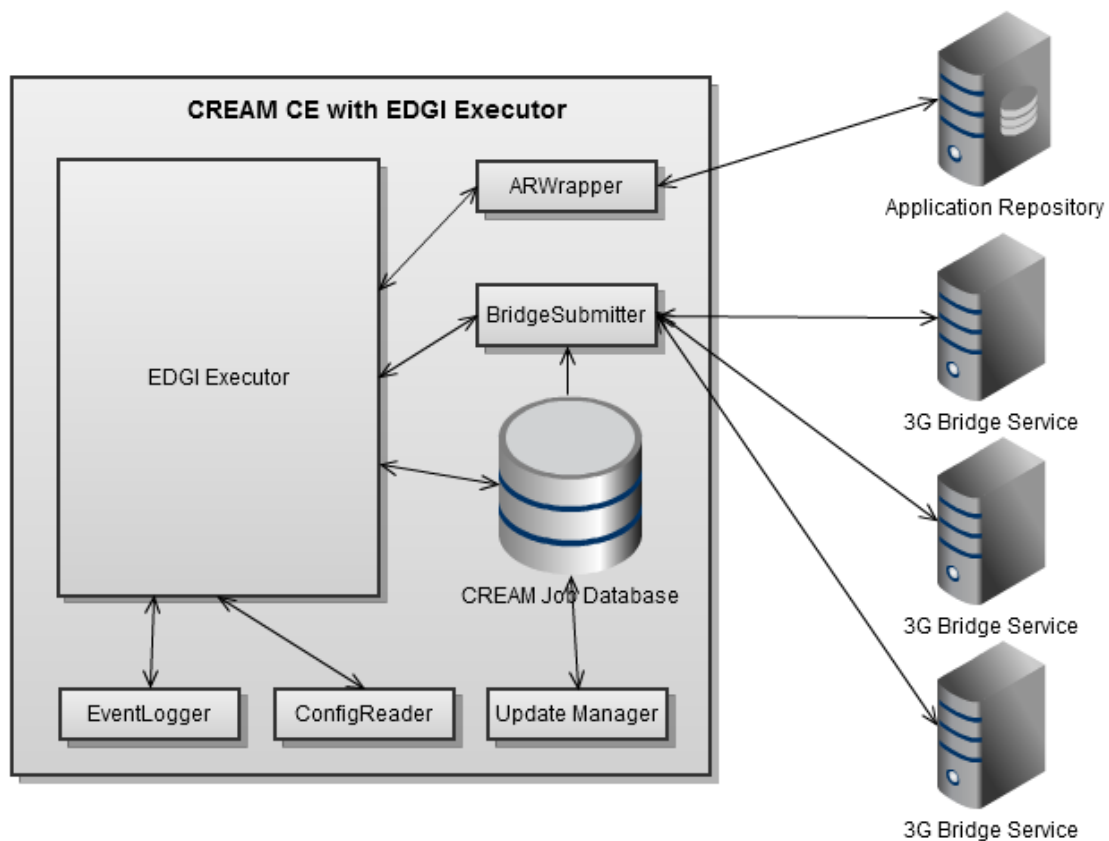 CREAM CE with EDGI Executor
ARWrapper
Application Repository
BridgeSubmitter
EDGI Executor
3G Bridge Service
CREAM Job Database
3G Bridge Service
EventLogger
ConfigReader
Update Manager
3G Bridge Service